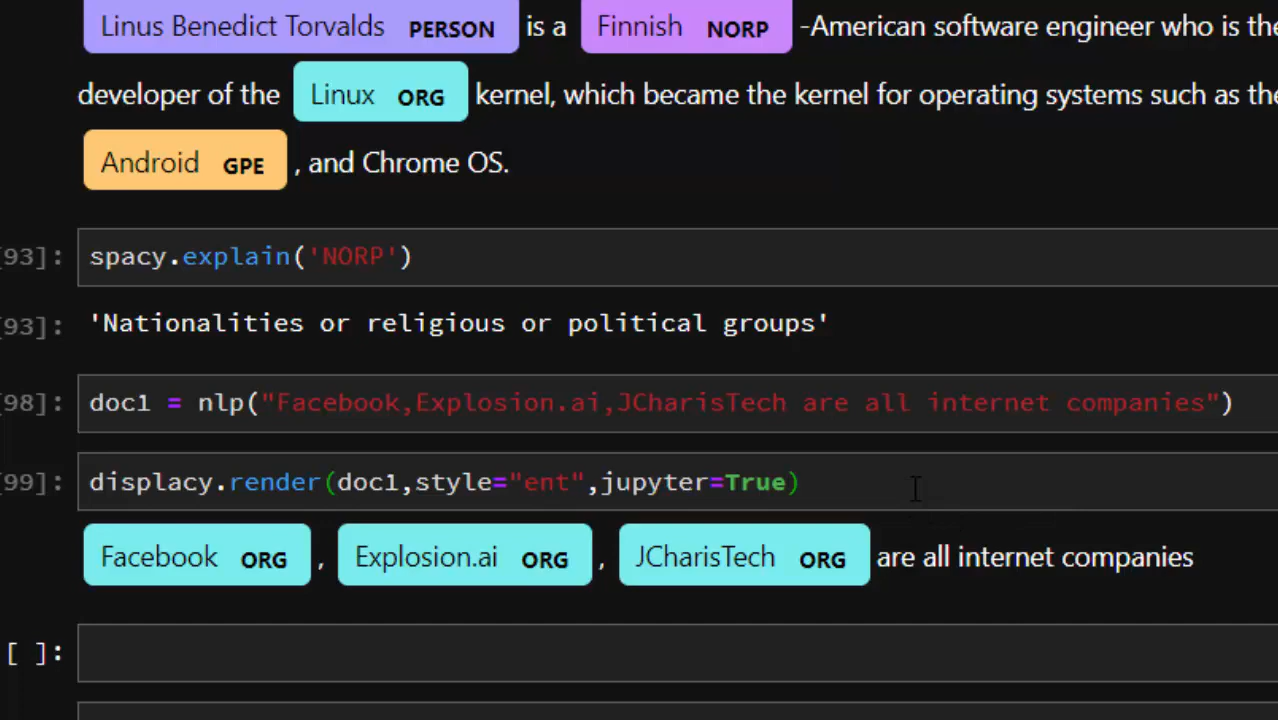 Linus Benedict Torvalds PERSON is a Finnish NORP -American software engineer who is the
developer of the Linux ORG kernel, which became the kernel for operating systems such as the
Android GPE , and Chrome OS.
[93]: spacy.explain('NORP')
[93]: 'Nationalities or religious or political groups'
[98]: doc1 = nlp("Facebook,Explosion.ai,JCharisTech are all internet companies")
[99]: displacy.render(doc1,style="ent",jupyter=True)
Facebook ORG , Explosion.ai ORG , JCharisTech ORG are all internet companies
[ ]: